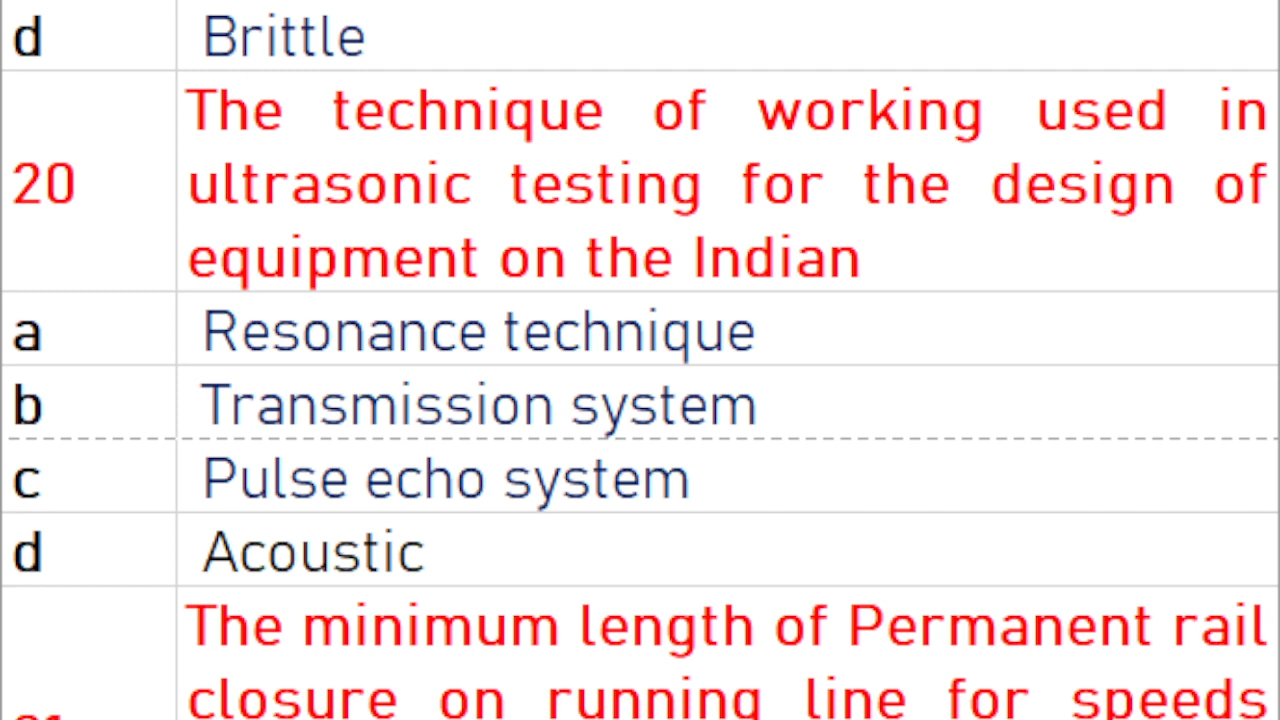 d Brittle
The technique of working used in
20 ultrasonic testing for the design of
equipment on the Indian
a Resonance technique
b Transmission system
c Pulse echo system
d Acoustic
The minimum length of Permanent rail
closure on running line for speeds